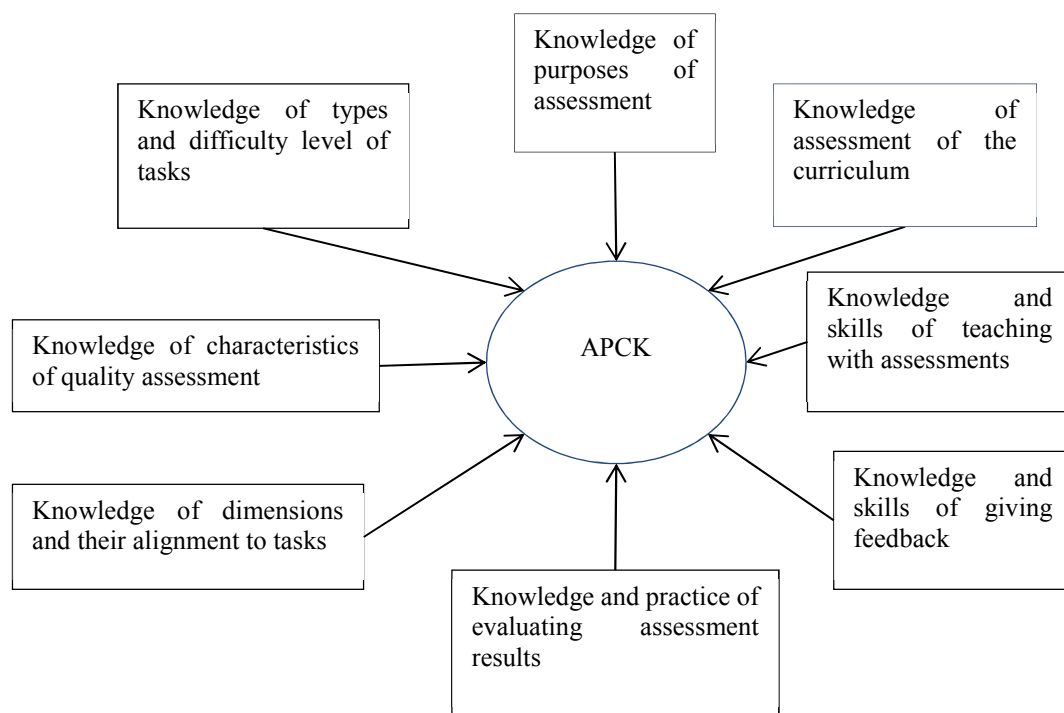 Knowledge of
purposes of
assessment
Knowledge of types
and difficulty level of
tasks
Knowledge of
assessment of the
curriculum
Knowledge and
skills of teaching
with assessments
APCK
Knowledge of characteristics
of quality assessment
Knowledge and
skills of giving
feedback
Knowledge of dimensions
and their alignment to tasks
Knowledge and practice of
evaluating assessment
results